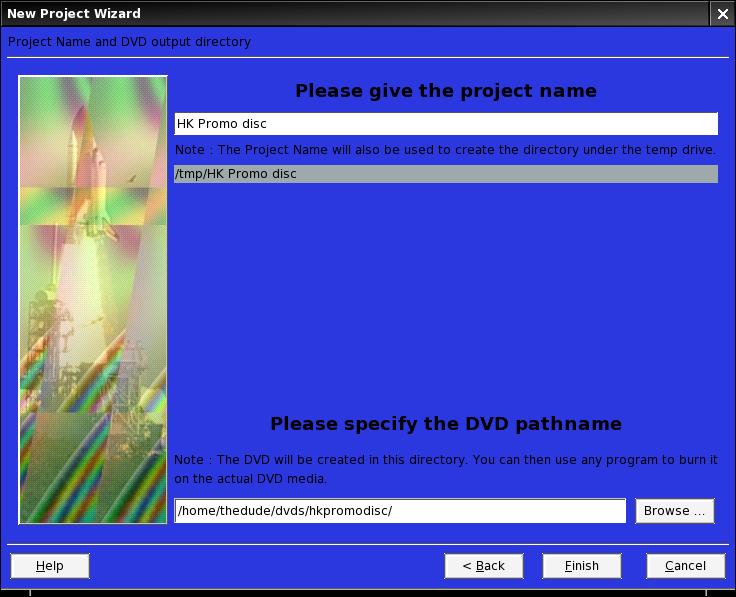 New Project Wizard
Project Name and DVD output directory
Please give the project name
HK Promo disc
Note : The Project Name will also be used to create the directory under the temp drive.
/tmp/HK Promo disc
Please specify the DVD pathname
Note : The DVD will be created in this directory. You can then use any program to burn it
on the actual DVD media.
/home/thedude/dvds/hkpromodisc/
Browse ...
Help
< Back
Finish
Cancel